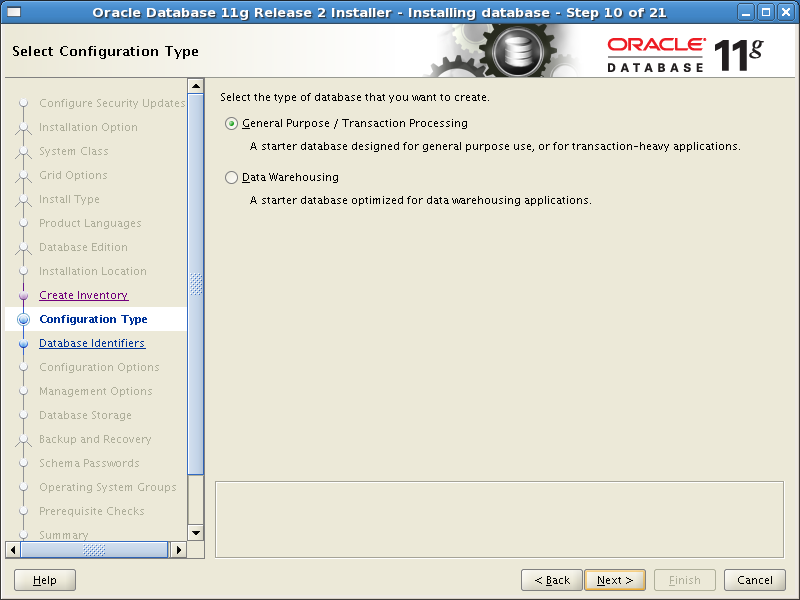 Oracle Database 11g Release 2 Installer - Installing database - Step 10 of 21
Select Configuration Type
ORACLE®
DATABASE 11g
Configure Security Updates
Installation Option
System Class
Grid Options
Install Type
Product Languages
Database Edition
Installation Location
Create Inventory
Configuration Type
Database Identifiers
Configuration Options
Management Options
Database Storage
Backup and Recovery
Schema Passwords
Operating System Groups
Prerequisite Checks
Summary
Select the type of database that you want to create.
General Purpose / Transaction Processing
A starter database designed for general purpose use, or for transaction-heavy applications.
Data Warehousing
A starter database optimized for data warehousing applications.
Help
< Back
Next >
Finish
Cancel